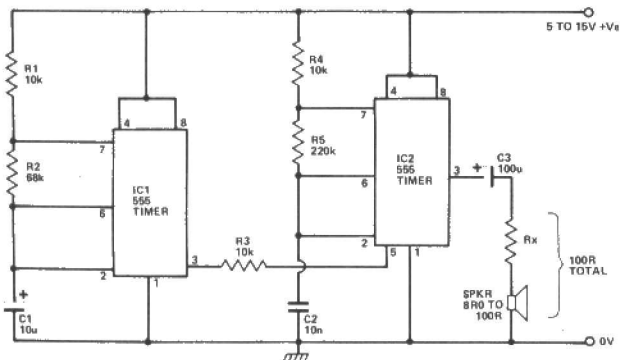 5 TO 15V +Ve
R1
10k
R4
10k
4
8
4
8
7
7
R2
68k
R5
220k
IC1
555
TIMER
IC2
555
TIMER
3
+
C3
100u
6
6
Rx
R3
10k
2
2
3
5
1
1
100R
TOTAL
SPKR
8R0 TO
100R
+
C1
10u
C2
10n
0V